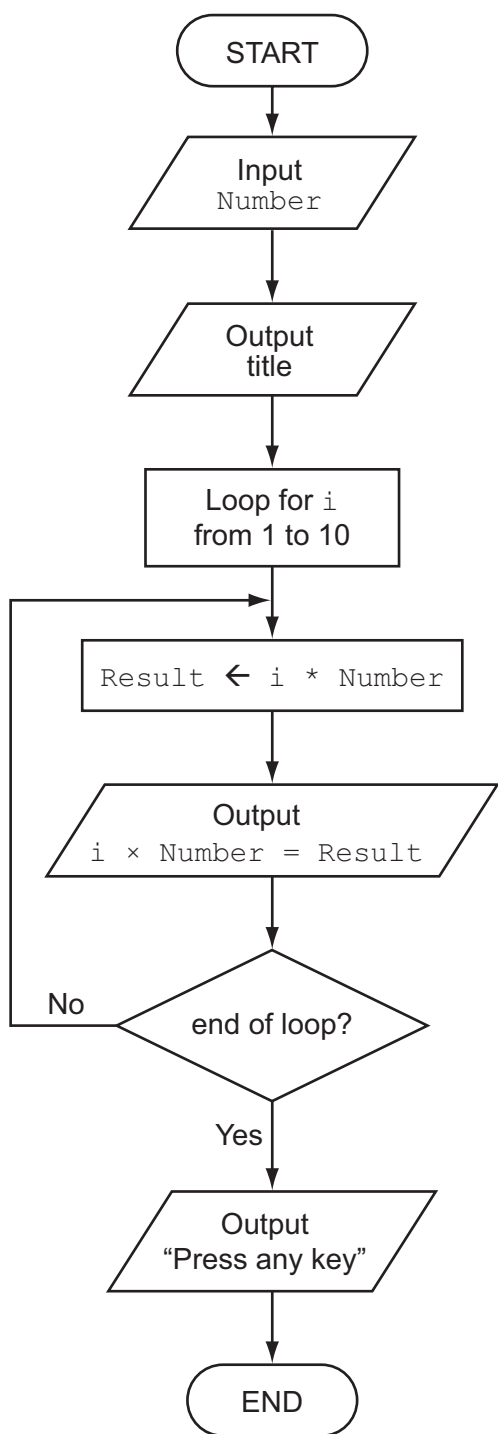 START
Input
Number
Output
title
Loop for i
from 1 to 10
Result ← i * Number
Output
i × Number = Result
end of loop?
No
Yes
Output
“Press any key”
END